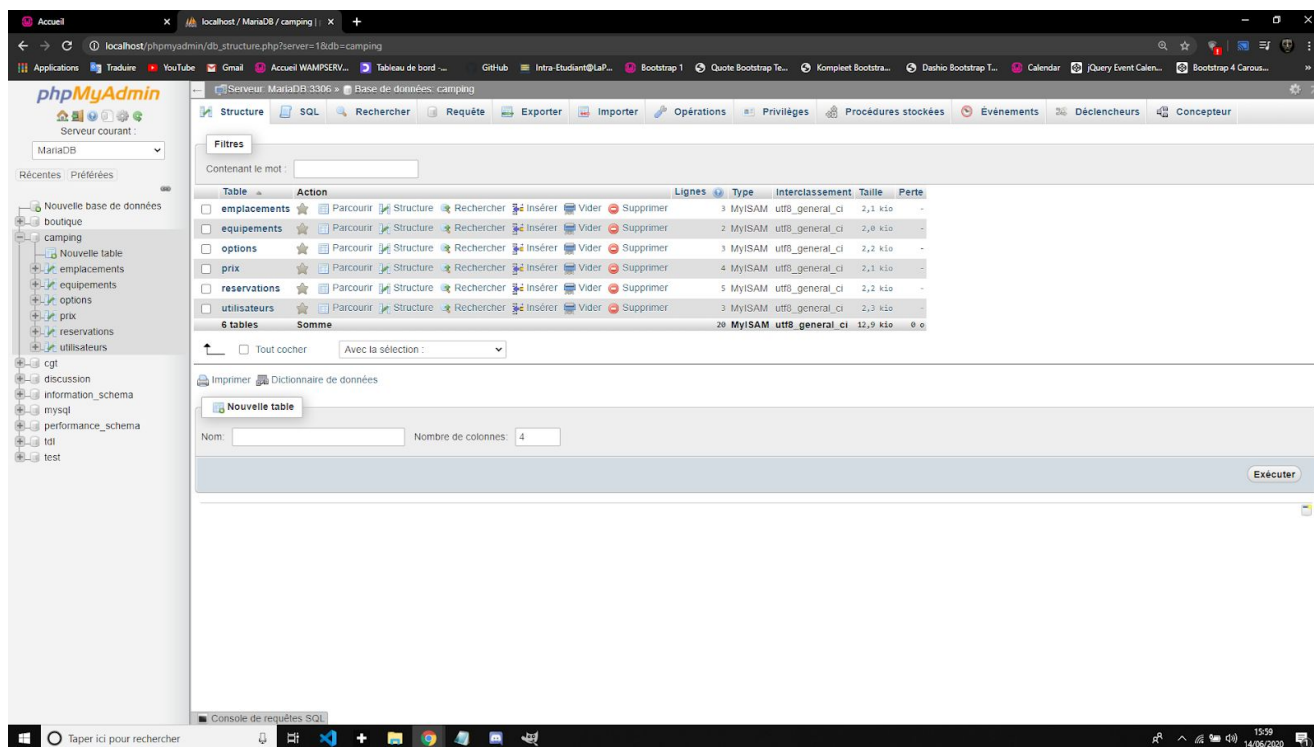 Accueil
localhost / MariaDB / camping |
localhost/phpmyadmin/db_structure.php?server=1&db=camping
Applications Traduire YouTube Gmail Accueil WAMPSERV... Tableau de bord -... GitHub Intra-Etudiant@LaP... Bootstrap 1 Quote Bootstrap Te... Kompleet Bootstra... Dashio Bootstrap T... Calendar jQuery Event Calen... Bootstrap 4 Carous... »
phpMyAdmin
Serveur courant :
MariaDB
Récentes Préférées
Nouvelle base de données
boutique
camping
Nouvelle table
emplacements
equipements
options
prix
reservations
utilisateurs
cgt
discussion
information_schema
mysql
performance_schema
tdl
test
Serveur: MariaDB:3306 » Base de données: camping
Structure SQL Rechercher Requête Exporter Importer Opérations Privilèges Procédures stockées Événements Déclencheurs Concepteur
Filtres
Contenant le mot :
Table Action Lignes Type Interclassement Taille Perte
emplacements Parcourir Structure Rechercher Insérer Vider Supprimer 3 MyISAM utf8_general_ci 2,1 kio -
equipements Parcourir Structure Rechercher Insérer Vider Supprimer 2 MyISAM utf8_general_ci 2,0 kio -
options Parcourir Structure Rechercher Insérer Vider Supprimer 3 MyISAM utf8_general_ci 2,2 kio -
prix Parcourir Structure Rechercher Insérer Vider Supprimer 4 MyISAM utf8_general_ci 2,1 kio -
reservations Parcourir Structure Rechercher Insérer Vider Supprimer 5 MyISAM utf8_general_ci 2,2 kio -
utilisateurs Parcourir Structure Rechercher Insérer Vider Supprimer 3 MyISAM utf8_general_ci 2,3 kio -
6 tables Somme 20 MyISAM utf8_general_ci 12,9 kio 0 o
Tout cocher Avec la sélection :
Imprimer Dictionnaire de données
Nouvelle table
Nom: Nombre de colonnes: 4
Exécuter
Console de requêtes SQL
Taper ici pour rechercher
15:59
14/06/2020